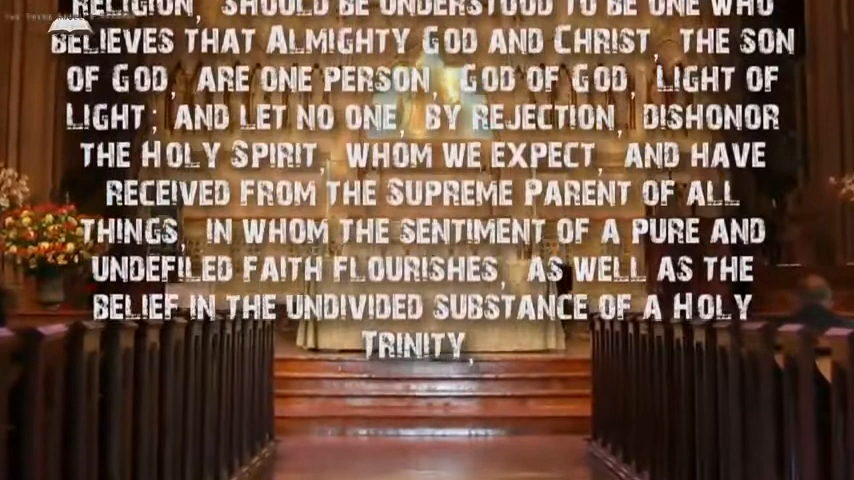 RELIGION, SHOULD BE UNDERSTOOD TO BE ONE WHO
BELIEVES THAT ALMIGHTY GOD AND CHRIST, THE SON
OF GOD, ARE ONE PERSON, GOD OF GOD, LIGHT OF
LIGHT; AND LET NO ONE, BY REJECTION, DISHONOR
THE HOLY SPIRIT, WHOM WE EXPECT, AND HAVE
RECEIVED FROM THE SUPREME PARENT OF ALL
THINGS, IN WHOM THE SENTIMENT OF A PURE AND
UNDEFILED FAITH FLOURISHES, AS WELL AS THE
BELIEF IN THE UNDIVIDED SUBSTANCE OF A HOLY
TRINITY,